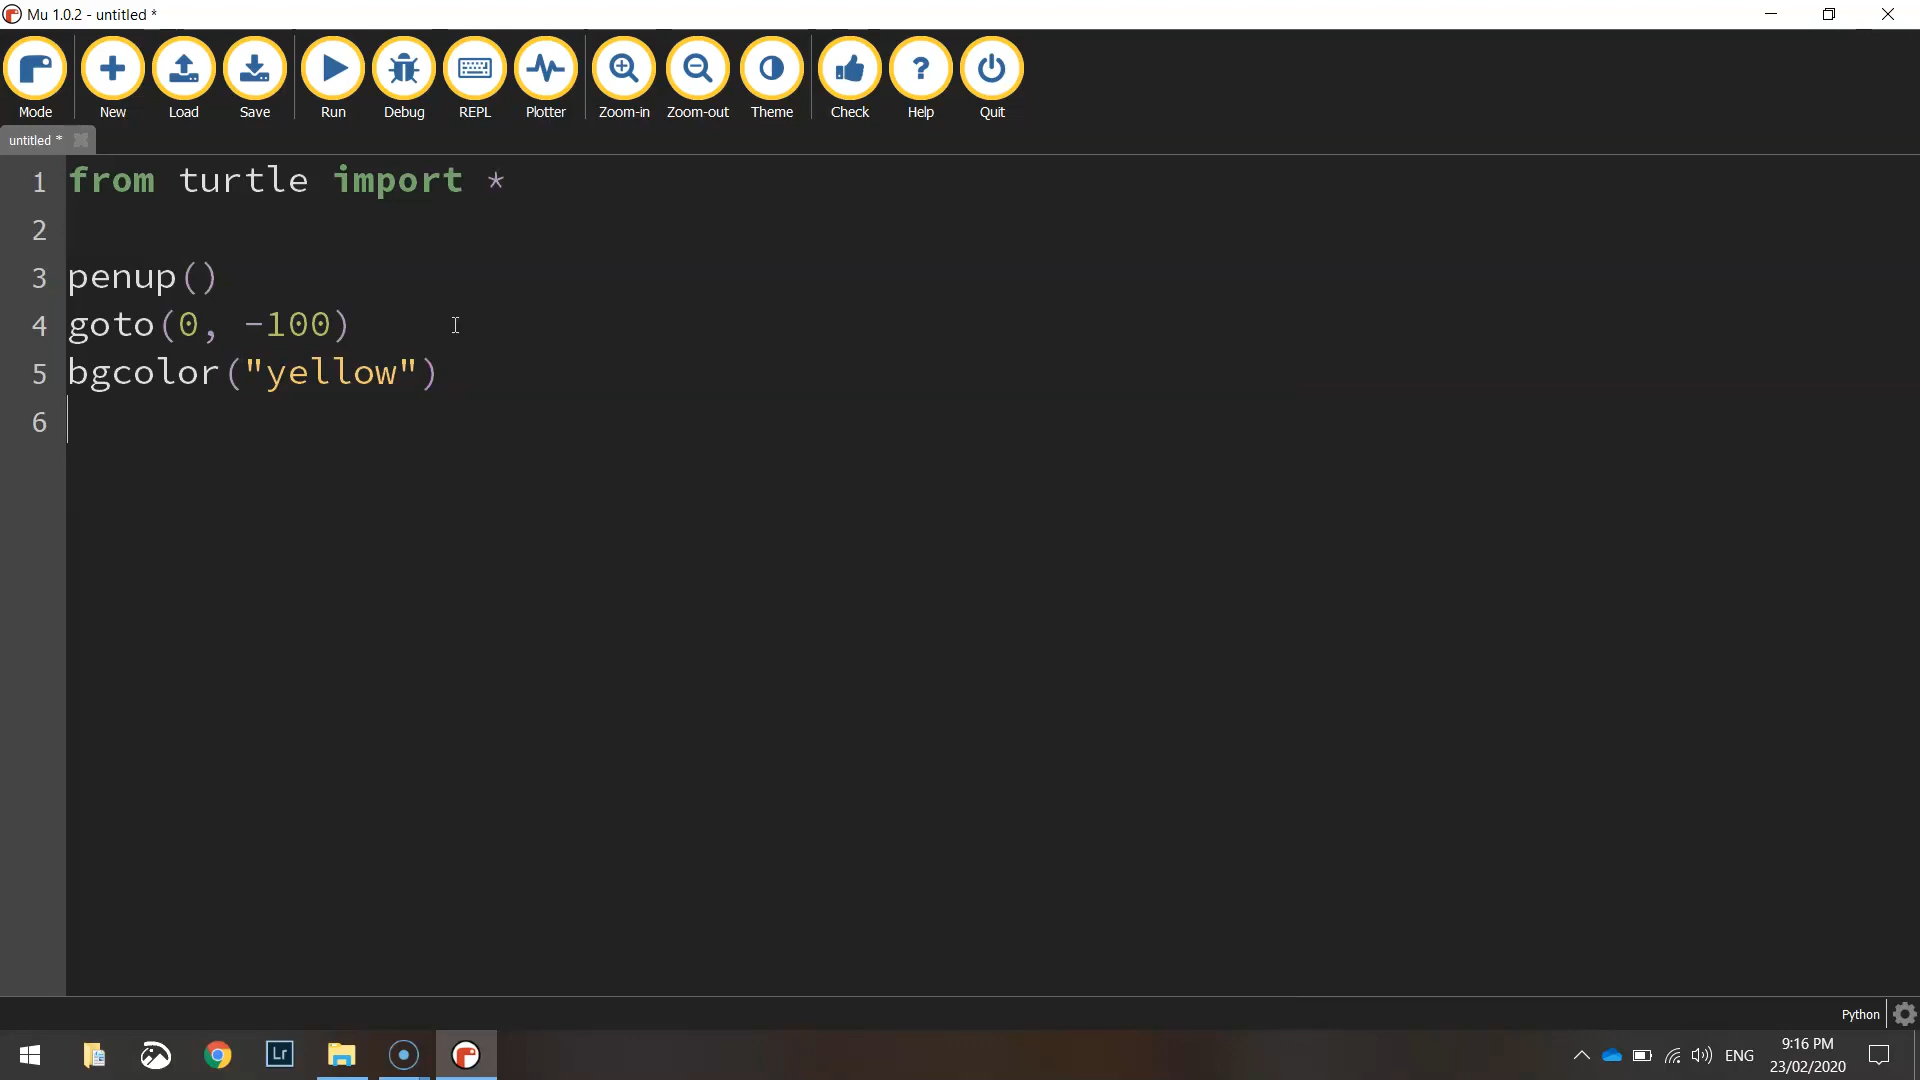 Mu 1.0.2 - untitled *
Mode New Load Save Run Debug REPL Plotter Zoom-in Zoom-out Theme Check Help Quit
untitled *
1 from turtle import *
2
3 penup()
4 goto(0, -100)
5 bgcolor("yellow")
6
Python
Lr
ENG
9:16 PM
23/02/2020